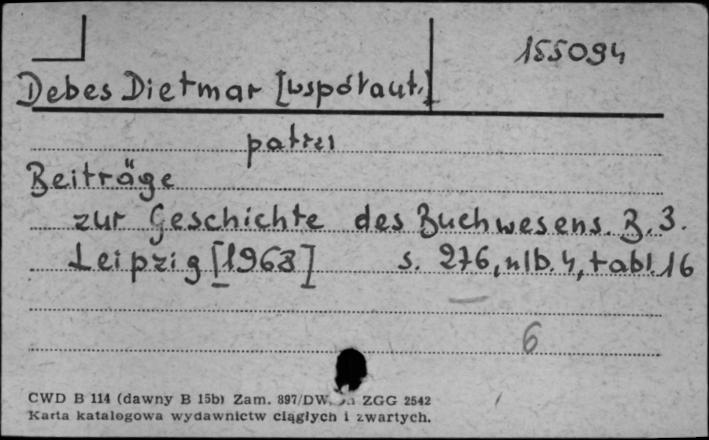 155094
Debes Dietmar [współaut.]
patrz
Beiträge
zur Geschichte des Buchwesens. B. 3.
Leipzig [1968] s. 276, nlb. 4, tabl. 16
6
CWD B 114 (dawny B 15b) Zam. 897/DW. ZGG 2542
Karta katalogowa wydawnictw ciągłych i zwartych.